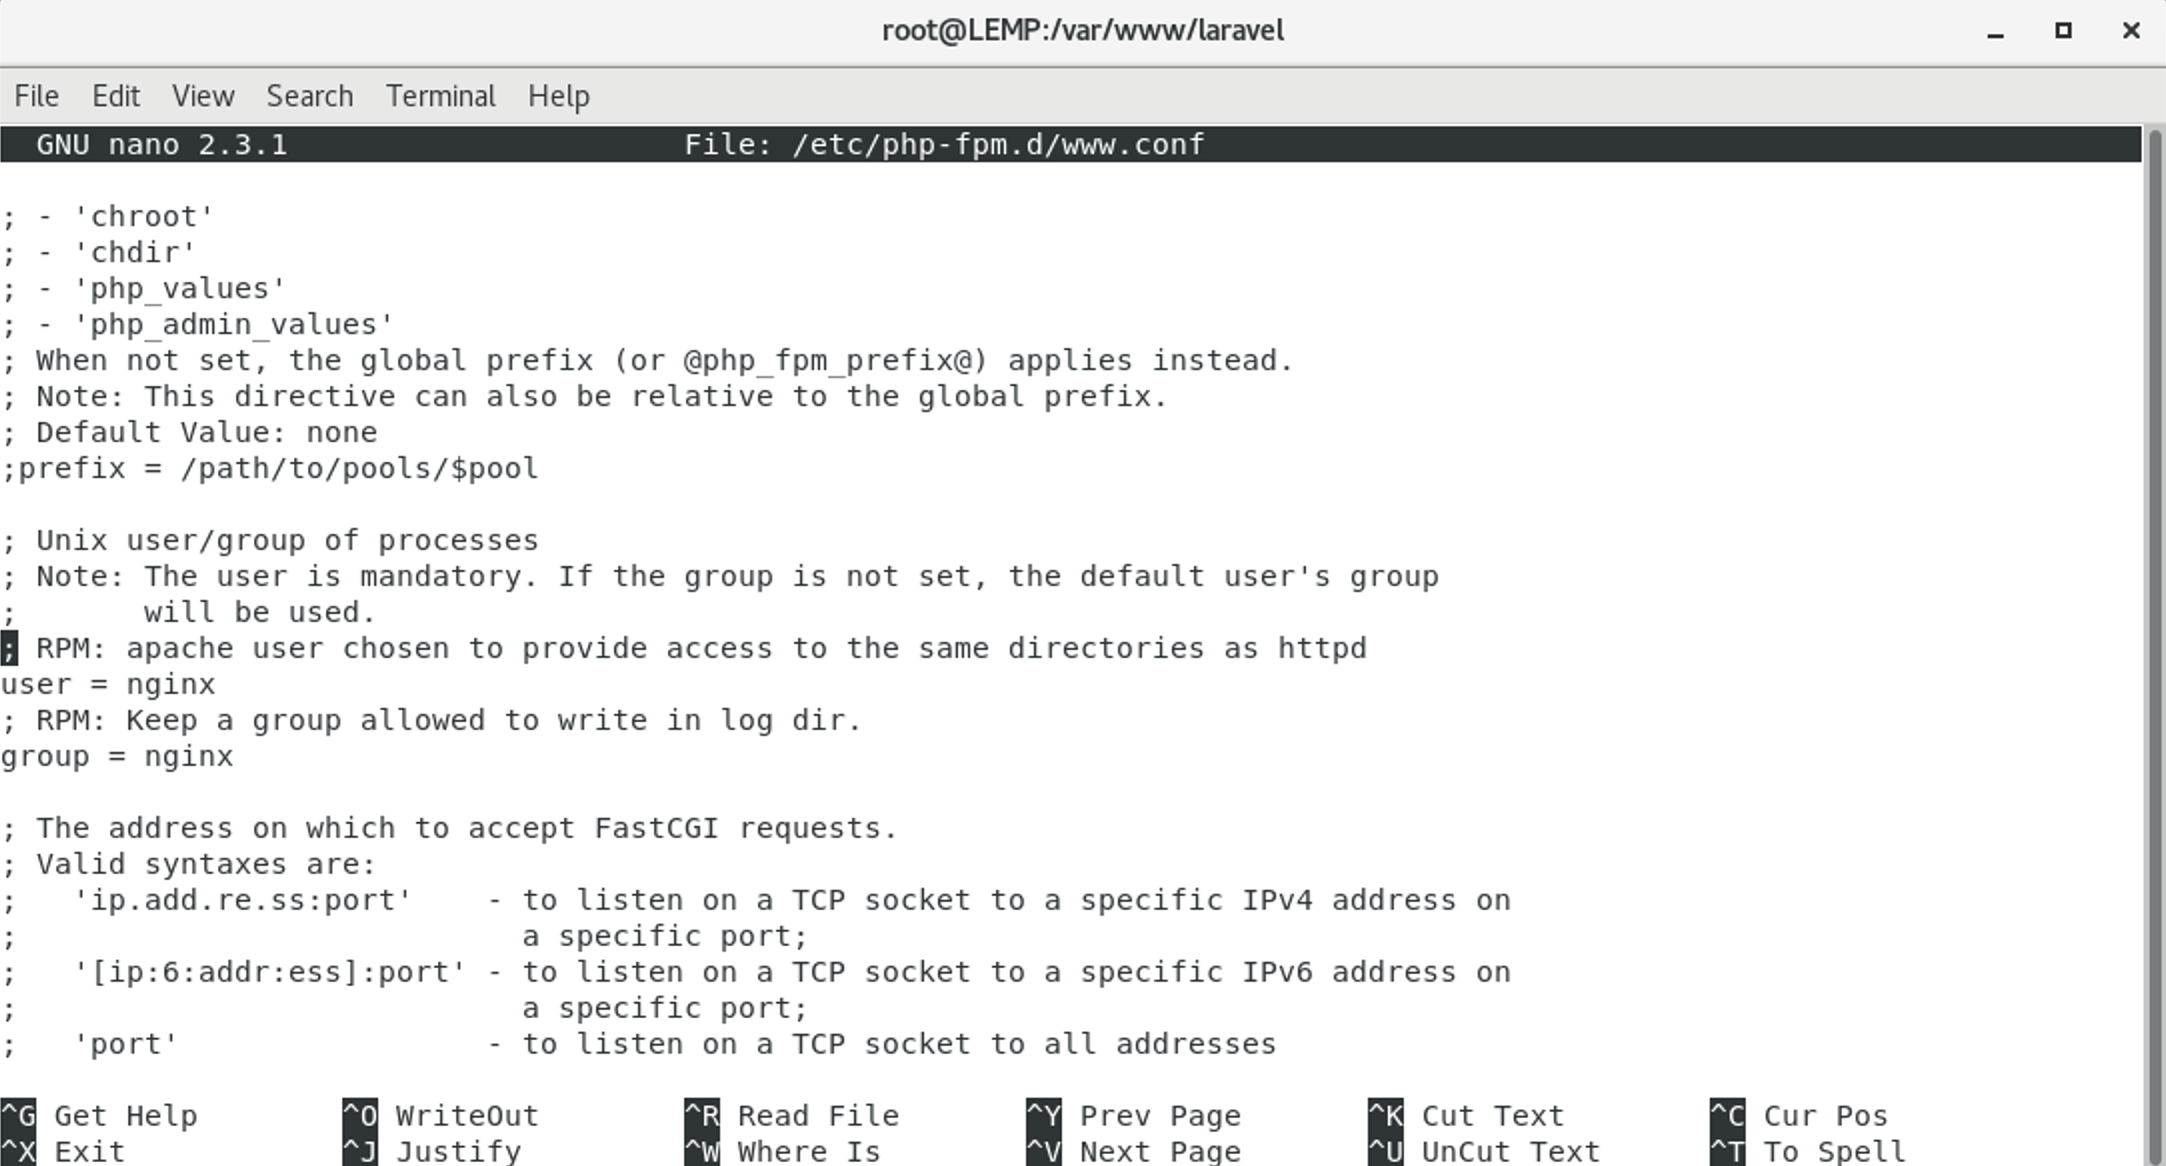 root@LEMP:/var/www/laravel
File Edit View Search Terminal Help
GNU nano 2.3.1 File: /etc/php-fpm.d/www.conf
; - 'chroot'
; - 'chdir'
; - 'php_values'
; - 'php_admin_values'
; When not set, the global prefix (or @php_fpm_prefix@) applies instead.
; Note: This directive can also be relative to the global prefix.
; Default Value: none
;prefix = /path/to/pools/$pool
; Unix user/group of processes
; Note: The user is mandatory. If the group is not set, the default user's group
;       will be used.
; RPM: apache user chosen to provide access to the same directories as httpd
user = nginx
; RPM: Keep a group allowed to write in log dir.
group = nginx
; The address on which to accept FastCGI requests.
; Valid syntaxes are:
;   'ip.add.re.ss:port'    - to listen on a TCP socket to a specific IPv4 address on
;                            a specific port;
;   '[ip:6:addr:ess]:port' - to listen on a TCP socket to a specific IPv6 address on
;                            a specific port;
;   'port'                 - to listen on a TCP socket to all addresses
^G Get Help ^O WriteOut ^R Read File ^Y Prev Page ^K Cut Text ^C Cur Pos
^X Exit ^J Justify ^W Where Is ^V Next Page ^U UnCut Text ^T To Spell